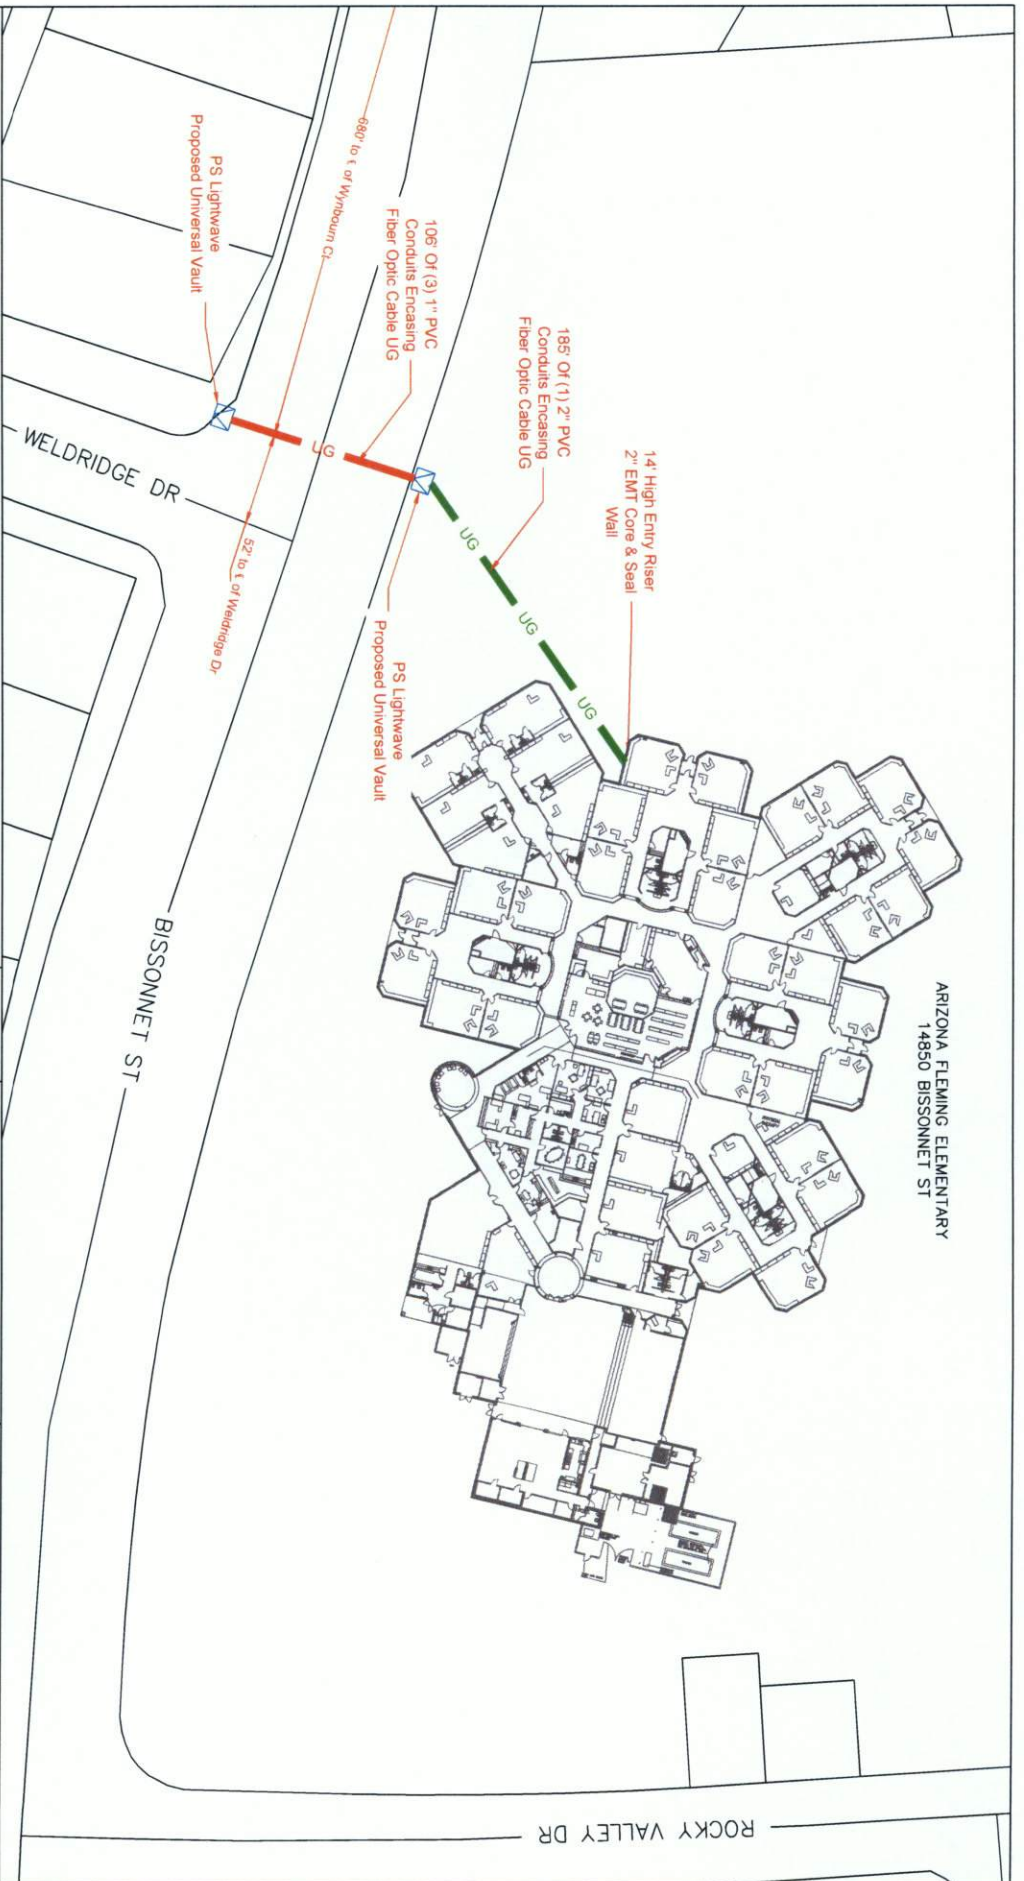 ARIZONA FLEMING ELEMENTARY
14850 BISSONNET ST
14' High Entry Riser
2" EMT Core & Seal
Wall
185' Of (1) 2" PVC
Conduits Encasing
Fiber Optic Cable UG
106' Of (3) 1" PVC
Conduits Encasing
Fiber Optic Cable UG
680' to ℄ of Wynbourn Ct
PS Lightwave
Proposed Universal Vault
UG
UG
UG
UG
PS Lightwave
Proposed Universal Vault
52' to ℄ of Weldridge Dr
WELDRIDGE DR
BISSONNET ST
ROCKY VALLEY DR